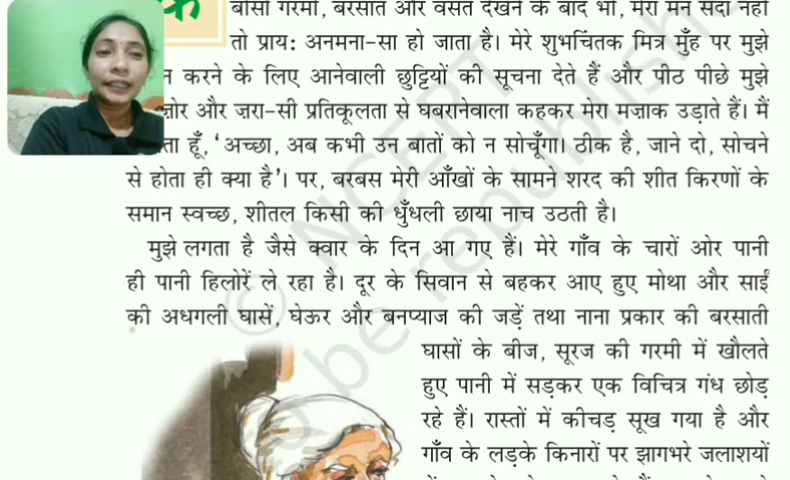 क
बीसी गरमी, बरसात और वसंत देखने के बाद भी, मेरा मन सदा नहीं
तो प्राय: अनमना-सा हो जाता है। मेरे शुभचिंतक मित्र मुँह पर मुझे
न करने के लिए आनेवाली छुट्टियों की सूचना देते हैं और पीठ पीछे मुझे
ज़ोर और ज़रा-सी प्रतिकूलता से घबरानेवाला कहकर मेरा मज़ाक उड़ाते हैं। मैं
ता हूँ, ‘अच्छा, अब कभी उन बातों को न सोचूँगा। ठीक है, जाने दो, सोचने
से होता ही क्या है’। पर, बरबस मेरी आँखों के सामने शरद की शीत किरणों के
समान स्वच्छ, शीतल किसी की धुँधली छाया नाच उठती है।
मुझे लगता है जैसे क्वार के दिन आ गए हैं। मेरे गाँव के चारों ओर पानी
ही पानी हिलोरें ले रहा है। दूर के सिवान से बहकर आए हुए मोथा और साईं
की अधगली घासें, घेऊर और बनप्याज की जड़ें तथा नाना प्रकार की बरसाती
घासों के बीज, सूरज की गरमी में खौलते
हुए पानी में सड़कर एक विचित्र गंध छोड़
रहे हैं। रास्तों में कीचड़ सूख गया है और
गाँव के लड़के किनारों पर झागभरे जलाशयों
© NCERT
be republished